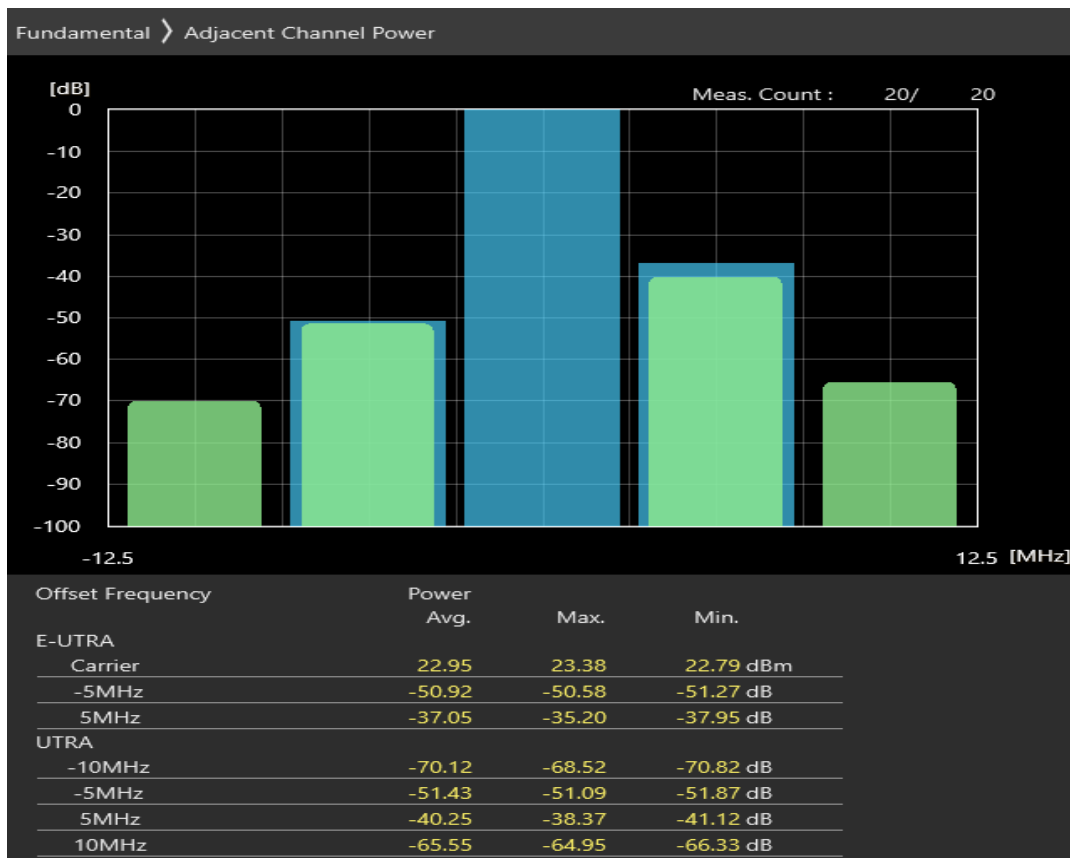 Fundamental 〉 Adjacent Channel Power
[dB]
Meas. Count : 20/ 20
0
-10
-20
-30
-40
-50
-60
-70
-80
-90
-100
-12.5 12.5 [MHz]
Offset Frequency Power
Avg. Max. Min.
E-UTRA
Carrier 22.95 23.38 22.79 dBm
-5MHz -50.92 -50.58 -51.27 dB
5MHz -37.05 -35.20 -37.95 dB
UTRA
-10MHz -70.12 -68.52 -70.82 dB
-5MHz -51.43 -51.09 -51.87 dB
5MHz -40.25 -38.37 -41.12 dB
10MHz -65.55 -64.95 -66.33 dB